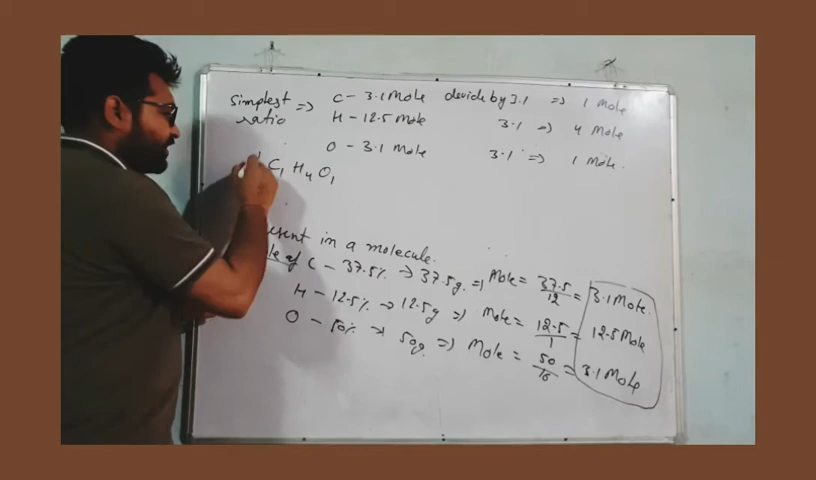 simplest ratio => C - 3.1 Mole devide by 3.1 => 1 Mole
H - 12.5 Mole 3.1 => 4 Mole
O - 3.1 Mole 3.1 => 1 Mole
C₁ H₄ O₁
in a molecule.
of C - 37.5% → 37.5g => Mole = 37.5/12 = 3.1 Mole.
H - 12.5% → 12.5g => Mole = 12.5/1 = 12.5 Mole
O - 50% → 50g. => Mole = 50/16 = 3.1 Mole